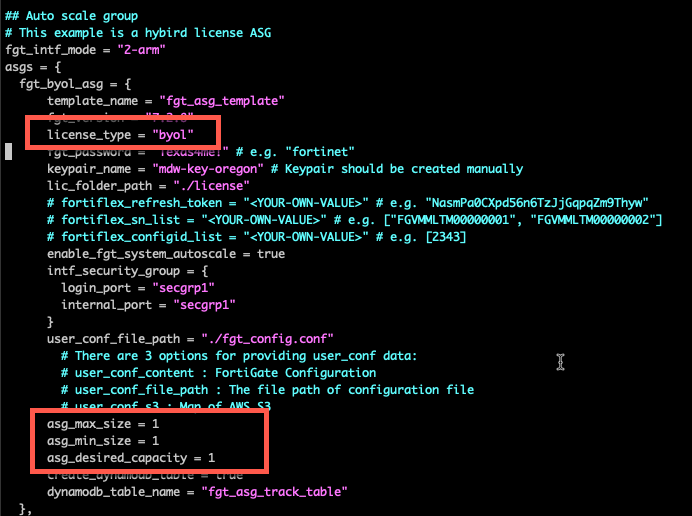 ## Auto scale group
# This example is a hybird license ASG
fgt_intf_mode = "2-arm"
asgs = {
fgt_byol_asg = {
template_name = "fgt_asg_template"
fgt_version = "7.2.0"
license_type = "byol"
fgt_password = "Texas4me!" # e.g. "fortinet"
keypair_name = "mdw-key-oregon" # Keypair should be created manually
lic_folder_path = "./license"
# fortiflex_refresh_token = "<YOUR-OWN-VALUE>" # e.g. "NasmPa0CXpd56n6TzJjGqpqZm9Thyw"
# fortiflex_sn_list = "<YOUR-OWN-VALUE>" # e.g. ["FGVMMLTM00000001", "FGVMMLTM00000002"]
# fortiflex_configid_list = "<YOUR-OWN-VALUE>" # e.g. [2343]
enable_fgt_system_autoscale = true
intf_security_group = {
login_port = "secgrp1"
internal_port = "secgrp1"
}
user_conf_file_path = "./fgt_config.conf"
# There are 3 options for providing user_conf data:
# user_conf_content : FortiGate Configuration
# user_conf_file_path : The file path of configuration file
# user_conf_s3 : Map of AWS S3
asg_max_size = 1
asg_min_size = 1
asg_desired_capacity = 1
create_dynamodb_table = true
dynamodb_table_name = "fgt_asg_track_table"
},